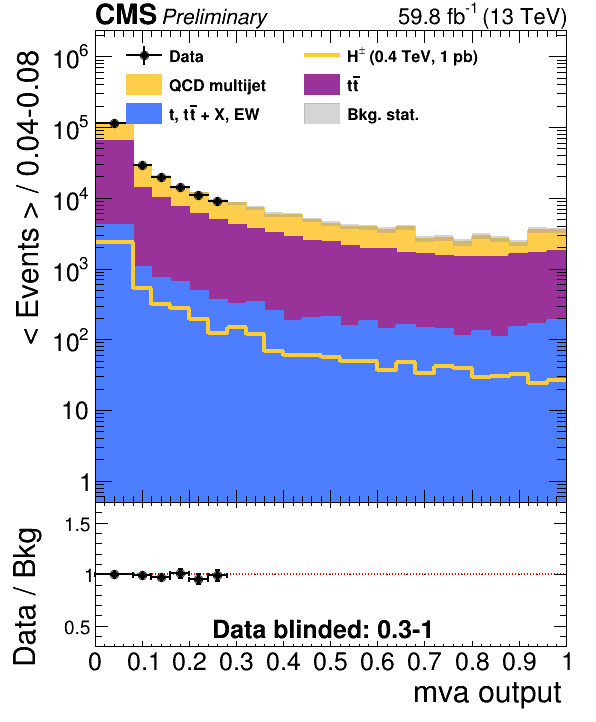 CMS Preliminary 59.8 fb⁻¹ (13 TeV)
< Events > / 0.04-0.08
10⁶
10⁵
10⁴
10³
10²
10
1
Data
H± (0.4 TeV, 1 pb)
QCD multijet
tt̄
t, tt̄ + X, EW
Bkg. stat.
Data / Bkg
1.5
1
0.5
Data blinded: 0.3-1
0 0.1 0.2 0.3 0.4 0.5 0.6 0.7 0.8 0.9 1
mva output